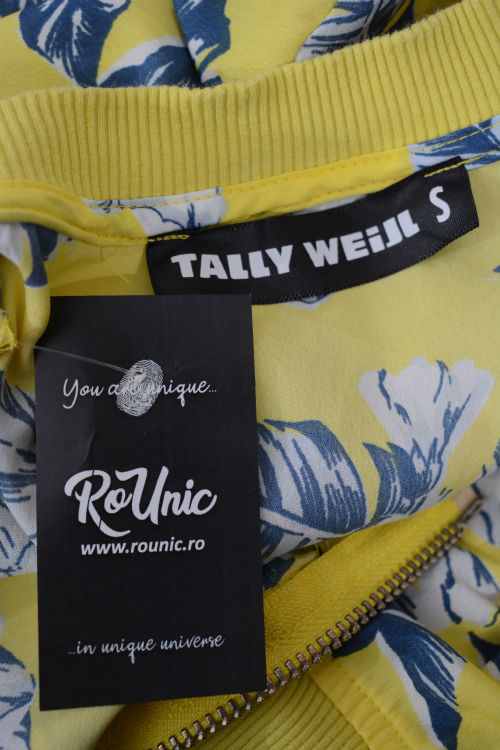 TALLY WEiJL S
You are unique...
RoUnic
www.rounic.ro
...in unique universe